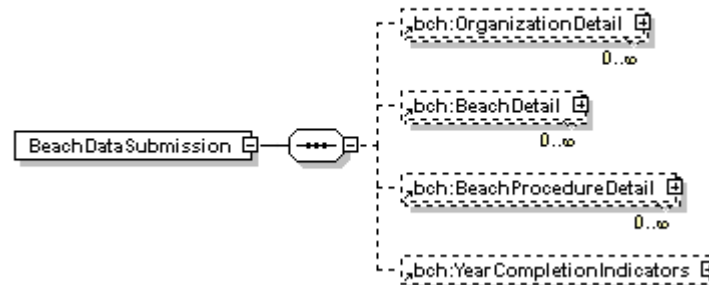 bch:OrganizationDetail
0..∞
bch:BeachDetail
0..∞
BeachDataSubmission
bch:BeachProcedureDetail
0..∞
bch:YearCompletionIndicators